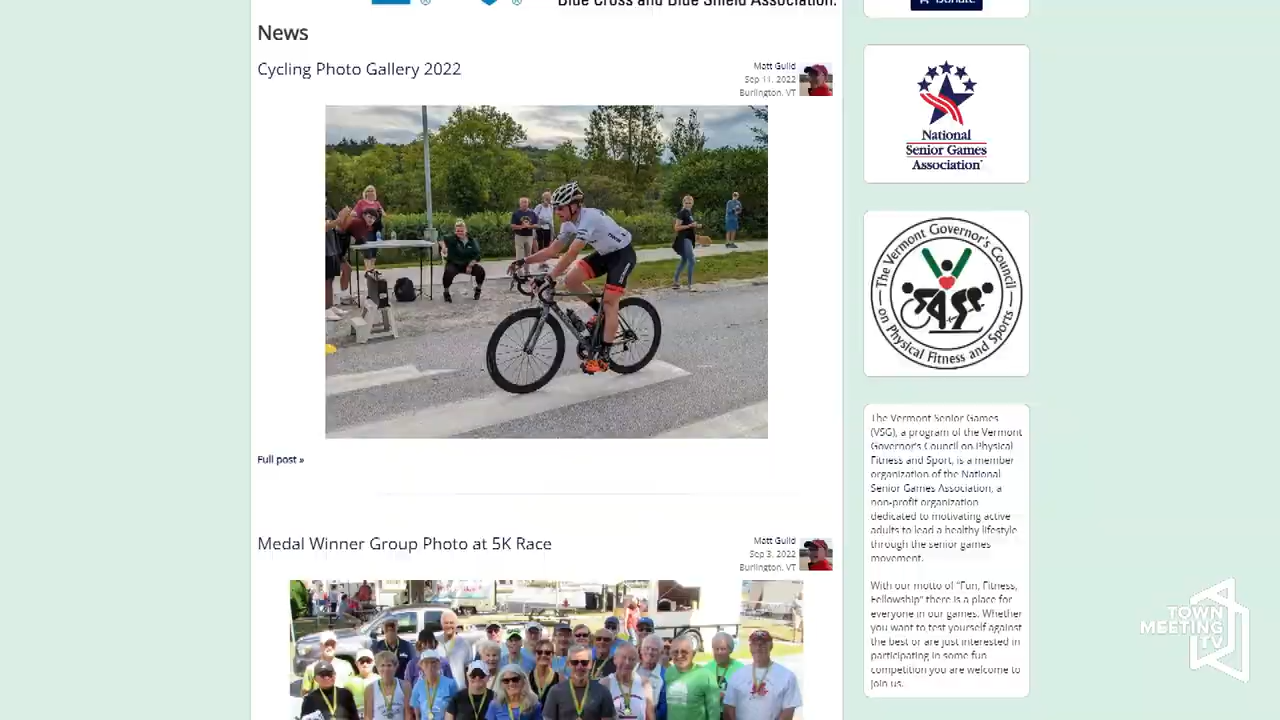 Blue Cross and Blue Shield Association.
Donate
News
Cycling Photo Gallery 2022
Matt Guild
Sep 11, 2022
Burlington, VT
Full post »
Medal Winner Group Photo at 5K Race
Matt Guild
Sep 3, 2022
Burlington, VT
National
Senior Games
Association
The Vermont Governor's Council
on Physical Fitness and Sports
The Vermont Senior Games
(VSG), a program of the Vermont
Governor's Council on Physical
Fitness and Sport, is a member
organization of the National
Senior Games Association, a
non-profit organization
dedicated to motivating active
adults to lead a healthy lifestyle
through the senior games
movement.
With our motto of "Fun, Fitness,
Fellowship" there is a place for
everyone in our games. Whether
you want to test yourself against
the best or are just interested in
participating in some fun
competition you are welcome to
join us.
TOWN
MEETING
TV